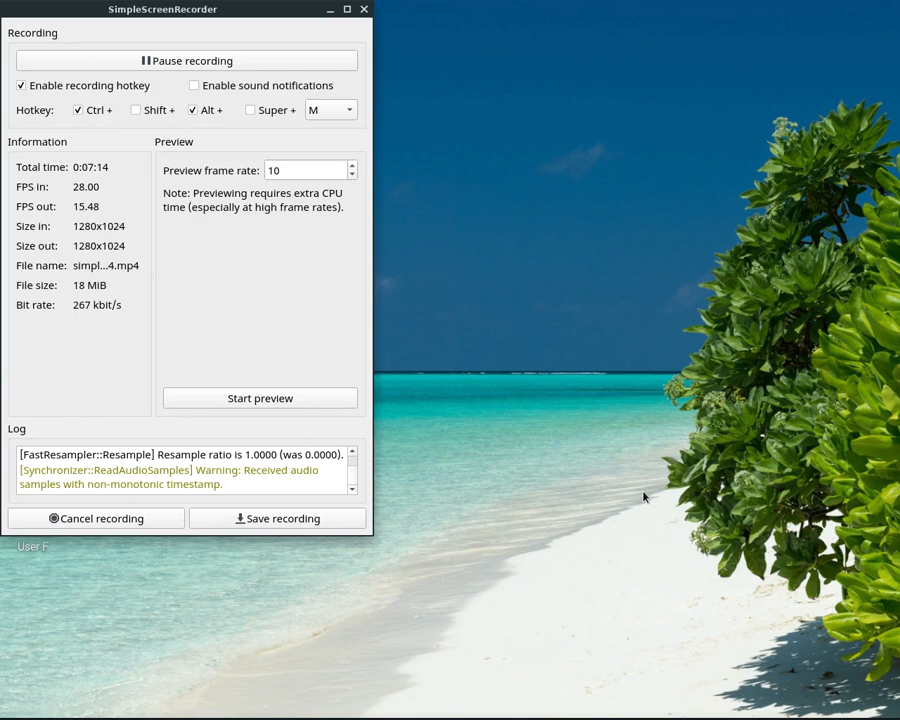 SimpleScreenRecorder
Recording
Pause recording
Enable recording hotkey
Enable sound notifications
Hotkey: Ctrl + Shift + Alt + Super + M
Information
Total time: 0:07:14
FPS in: 28.00
FPS out: 15.48
Size in: 1280x1024
Size out: 1280x1024
File name: simpl...4.mp4
File size: 18 MiB
Bit rate: 267 kbit/s
Preview
Preview frame rate: 10
Note: Previewing requires extra CPU
time (especially at high frame rates).
Start preview
Log
[FastResampler::Resample] Resample ratio is 1.0000 (was 0.0000).
[Synchronizer::ReadAudioSamples] Warning: Received audio
samples with non-monotonic timestamp.
Cancel recording
Save recording
User F...